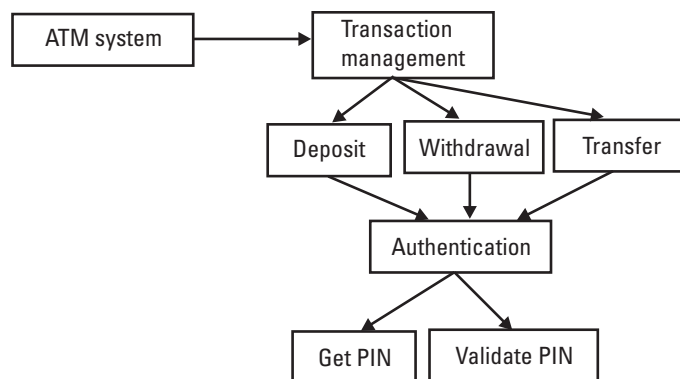 ATM system
Transaction
management
Deposit
Withdrawal
Transfer
Authentication
Get PIN
Validate PIN